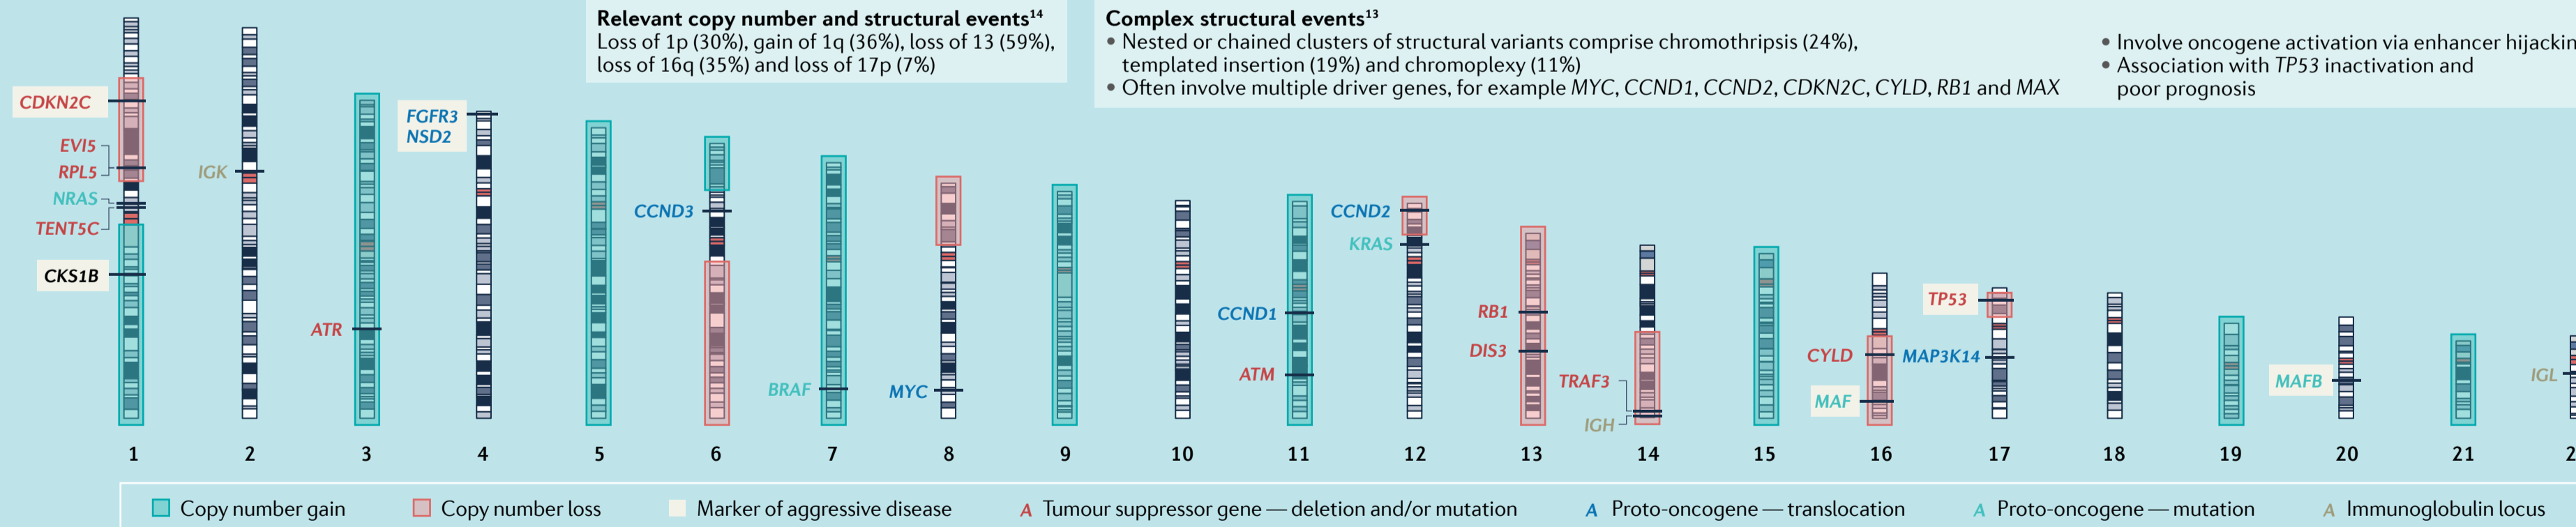 Relevant copy number and structural events¹⁴
Loss of 1p (30%), gain of 1q (36%), loss of 13 (59%),
loss of 16q (35%) and loss of 17p (7%)
Complex structural events¹³
• Nested or chained clusters of structural variants comprise chromothripsis (24%),
templated insertion (19%) and chromoplexy (11%)
• Often involve multiple driver genes, for example MYC, CCND1, CCND2, CDKN2C, CYLD, RB1 and MAX
• Involve oncogene activation via enhancer hijackin
• Association with TP53 inactivation and
poor prognosis
CDKN2C
EVI5
RPL5
NRAS
TENT5C
CKS1B
IGK
ATR
FGFR3
NSD2
CCND3
BRAF
MYC
CCND1
ATM
CCND2
KRAS
RB1
DIS3
TRAF3
IGH
CYLD
MAF
TP53
MAP3K14
MAFB
IGL
1 2 3 4 5 6 7 8 9 10 11 12 13 14 15 16 17 18 19 20 21 2
Copy number gain
Copy number loss
Marker of aggressive disease
A Tumour suppressor gene — deletion and/or mutation
A Proto-oncogene — translocation
A Proto-oncogene — mutation
A Immunoglobulin locus